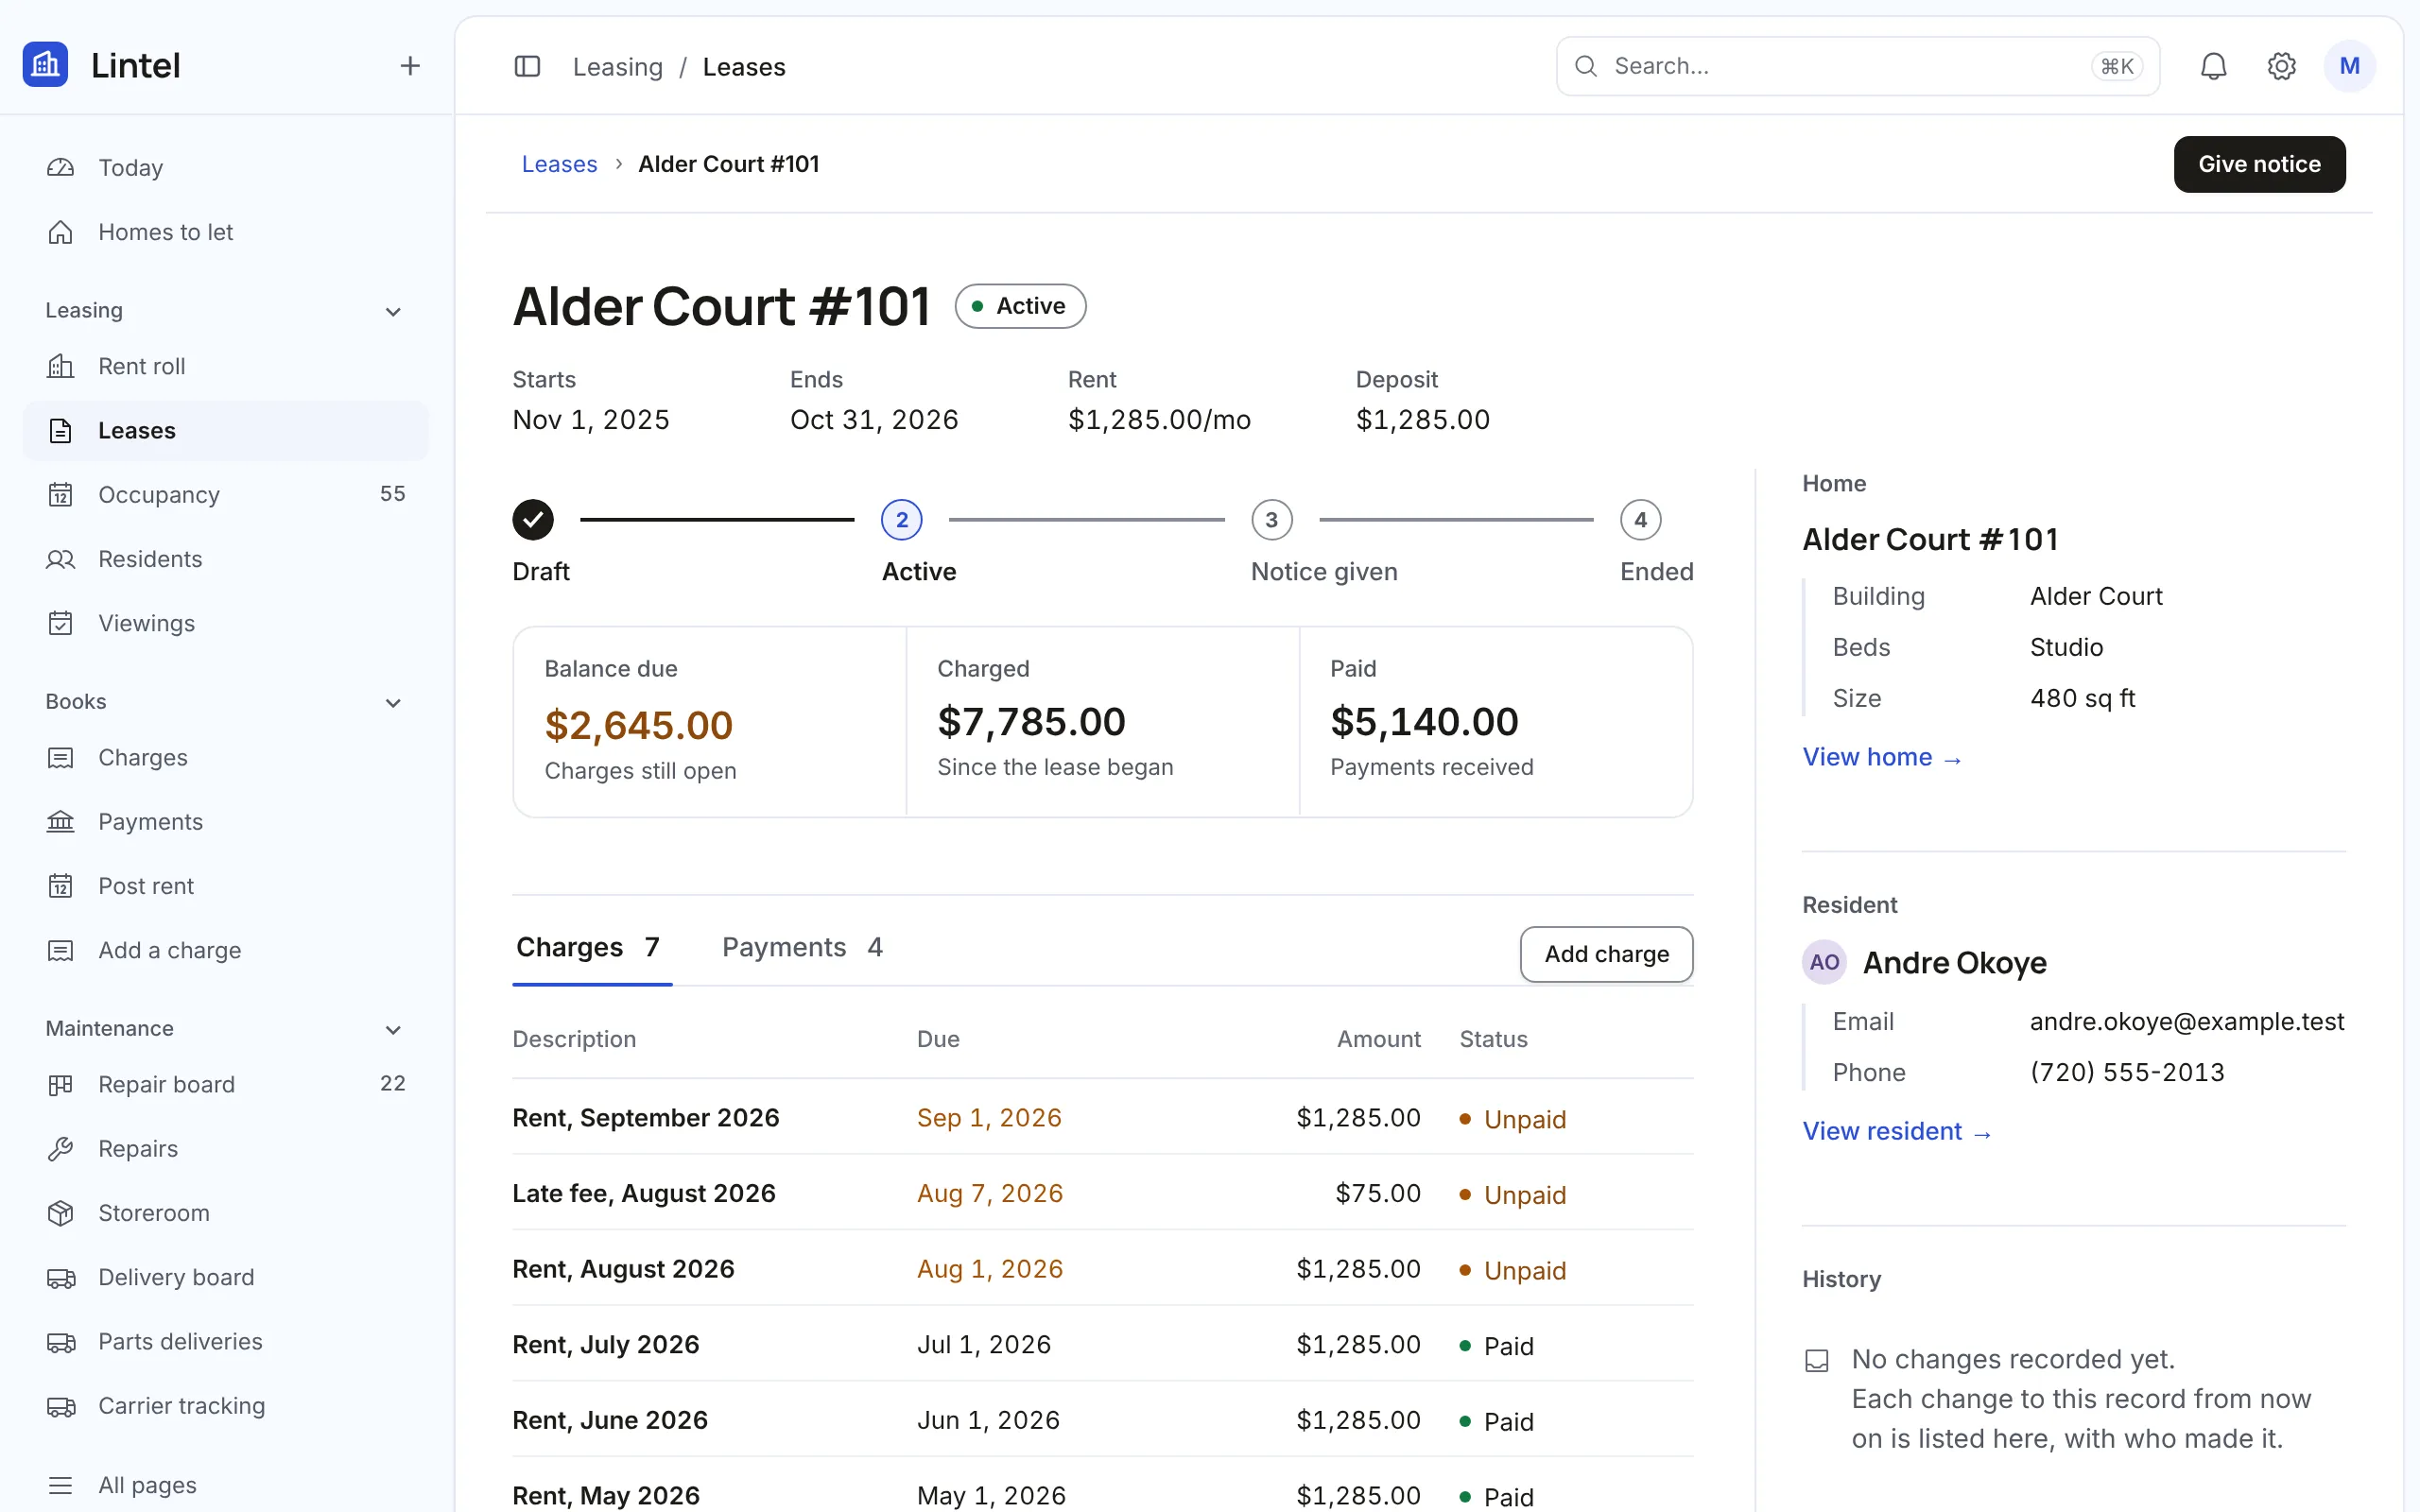 Lintel
Today
Homes to let
Leasing
Rent roll
Leases
Occupancy 55
Residents
Viewings
Books
Charges
Payments
Post rent
Add a charge
Maintenance
Repair board 22
Repairs
Storeroom
Delivery board
Parts deliveries
Carrier tracking
All pages
Leasing / Leases
Search... ⌘K
M
Leases › Alder Court #101
Give notice
Alder Court #101 Active
Starts Ends Rent Deposit
Nov 1, 2025 Oct 31, 2026 $1,285.00/mo $1,285.00
2 3 4
Draft Active Notice given Ended
Balance due Charged Paid
$2,645.00 $7,785.00 $5,140.00
Charges still open Since the lease began Payments received
Charges 7 Payments 4 Add charge
Description Due Amount Status
Rent, September 2026 Sep 1, 2026 $1,285.00 Unpaid
Late fee, August 2026 Aug 7, 2026 $75.00 Unpaid
Rent, August 2026 Aug 1, 2026 $1,285.00 Unpaid
Rent, July 2026 Jul 1, 2026 $1,285.00 Paid
Rent, June 2026 Jun 1, 2026 $1,285.00 Paid
Rent, May 2026 May 1, 2026 $1,285.00 Paid
Home
Alder Court #101
Building Alder Court
Beds Studio
Size 480 sq ft
View home →
Resident
AO Andre Okoye
Email andre.okoye@example.test
Phone (720) 555-2013
View resident →
History
No changes recorded yet.
Each change to this record from now
on is listed here, with who made it.